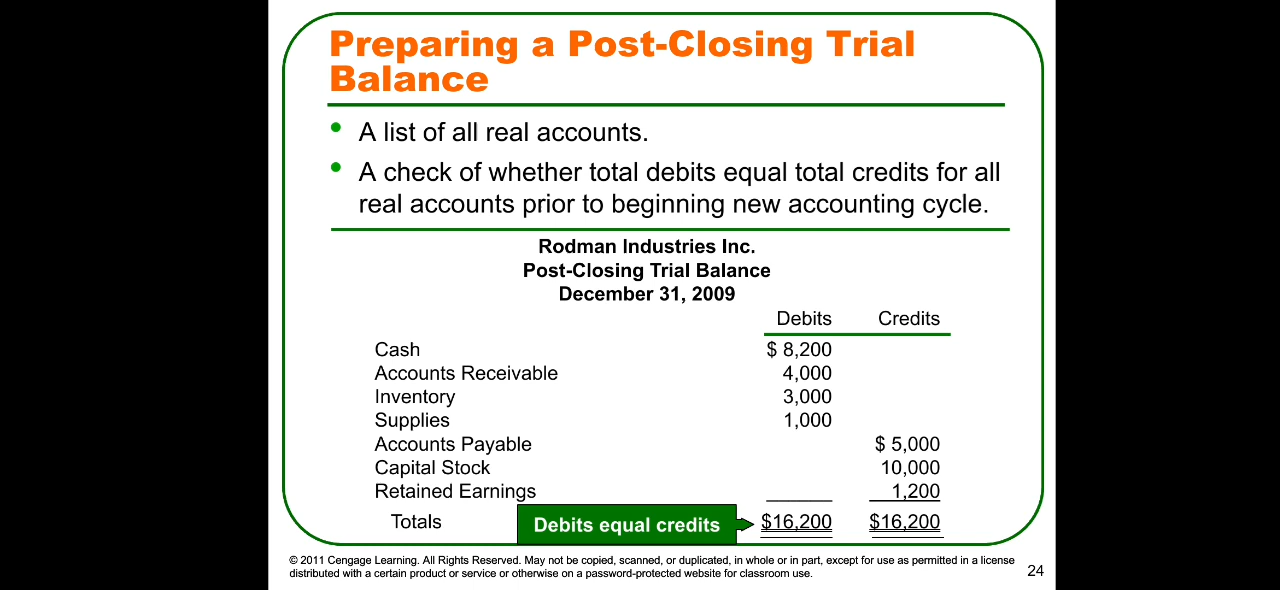 Preparing a Post-Closing Trial
Balance
• A list of all real accounts.
• A check of whether total debits equal total credits for all
real accounts prior to beginning new accounting cycle.
Rodman Industries Inc.
Post-Closing Trial Balance
December 31, 2009
Debits Credits
Cash $ 8,200
Accounts Receivable 4,000
Inventory 3,000
Supplies 1,000
Accounts Payable $ 5,000
Capital Stock 10,000
Retained Earnings 1,200
Totals Debits equal credits $16,200 $16,200
© 2011 Cengage Learning. All Rights Reserved. May not be copied, scanned, or duplicated, in whole or in part, except for use as permitted in a license
distributed with a certain product or service or otherwise on a password-protected website for classroom use.
24